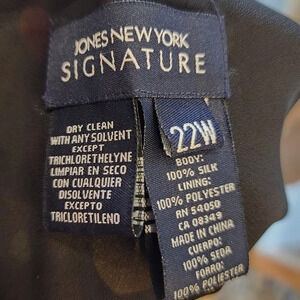 JONES NEW YORK
SIGNATURE
DRY CLEAN
WITH ANY SOLVENT
EXCEPT
TRICHLORETHELYNE
LIMPIAR EN SECO
CON CUALQUIER
DISOLVENTE
EXCEPTO
TRICLORETILENO
22W
BODY:
100% SILK
LINING:
100% POLYESTER
RN 54050
CA 08349
MADE IN CHINA
CUERPO:
100% SEDA
FORRO:
100% POLIESTER